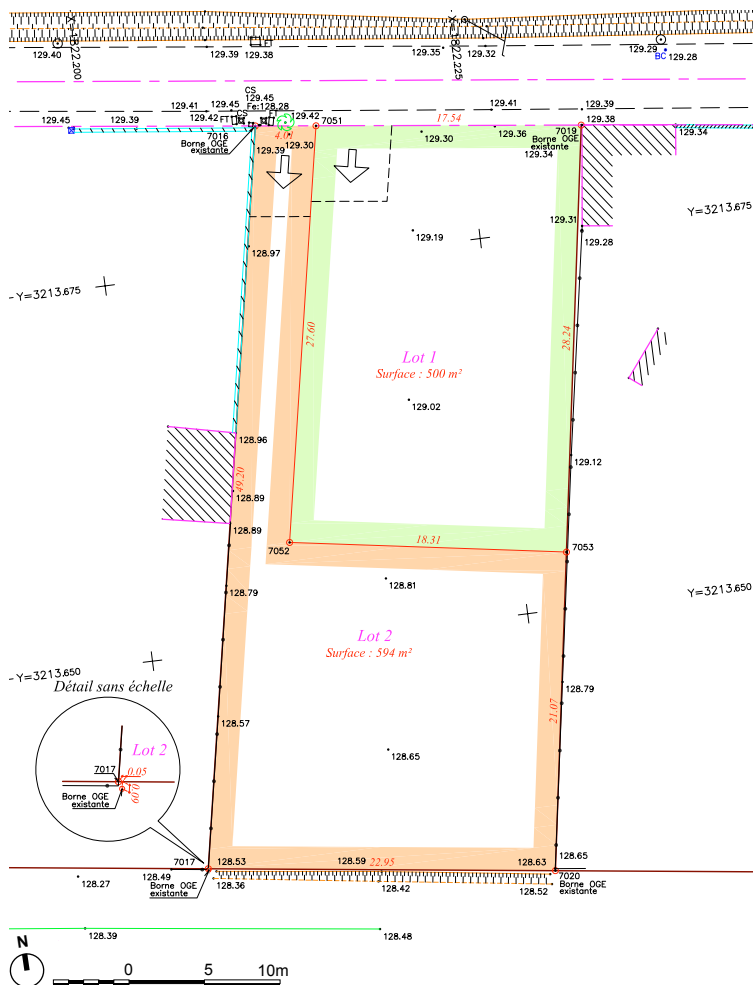 X=1822.200
X=1822.225
129.40
129.39
129.38
FT
129.35
129.32
129.29
129.28
BC
CS
129.45
Fe:128.28
129.45
129.39
129.41
129.45
129.42
FT
CS
FT
129.42
7051
129.41
17.54
129.39
129.38
129.34
7016
Borne OGE
existante
4.01
129.39
129.30
129.30
129.36
129.34
7019
Borne OGE
existante
129.31
129.28
129.19
128.97
Y=3213.675
Y=3213.675
27.60
28.24
Lot 1
Surface : 500 m²
129.02
128.96
49.20
128.89
128.89
129.12
7052
18.31
7053
128.81
128.79
Y=3213.650
Lot 2
Surface : 594 m²
Y=3213.650
128.79
21.07
Détail sans échelle
128.57
128.65
Lot 2
7017
0.05
0.09
Borne OGE
existante
7017
128.53
128.59
22.95
128.63
128.65
128.27
128.49
Borne OGE
existante
128.36
128.42
128.52
7020
Borne OGE
existante
128.39
128.48
N
0 5 10m